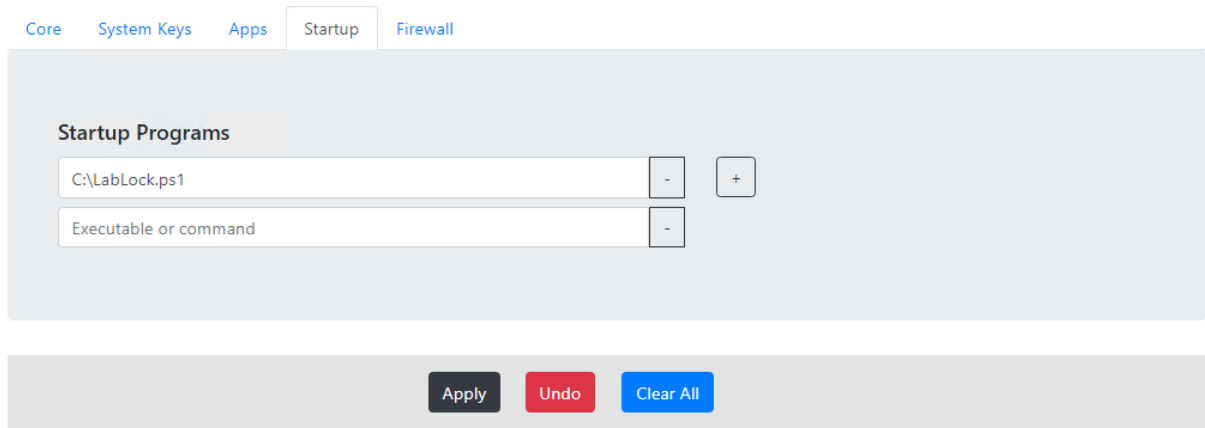 Core System Keys Apps Startup Firewall
Startup Programs
C:\LabLock.ps1 - +
Executable or command -
Apply Undo Clear All